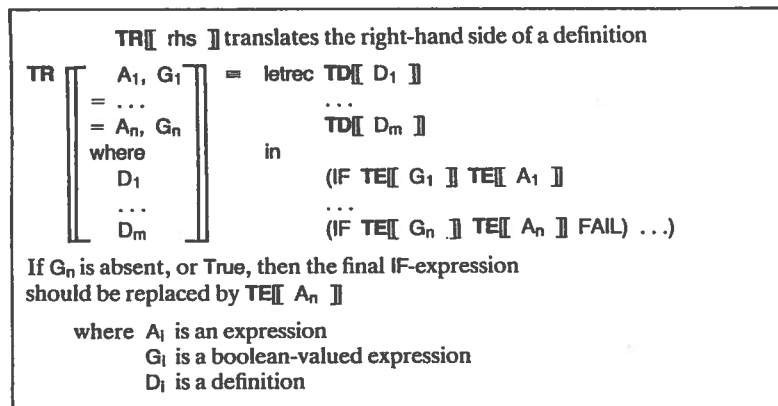 TR⟦ rhs ⟧ translates the right-hand side of a definition
TR ⟦ A₁, G₁ ⟧ = letrec TD⟦ D₁ ⟧
= ... ...
= Aₙ, Gₙ TD⟦ Dₘ ⟧
where in
D₁ (IF TE⟦ G₁ ⟧ TE⟦ A₁ ⟧
... ...
Dₘ (IF TE⟦ Gₙ ⟧ TE⟦ Aₙ ⟧ FAIL) ...)
If Gₙ is absent, or True, then the final IF-expression
should be replaced by TE⟦ Aₙ ⟧
where Aᵢ is an expression
Gᵢ is a boolean-valued expression
Dᵢ is a definition